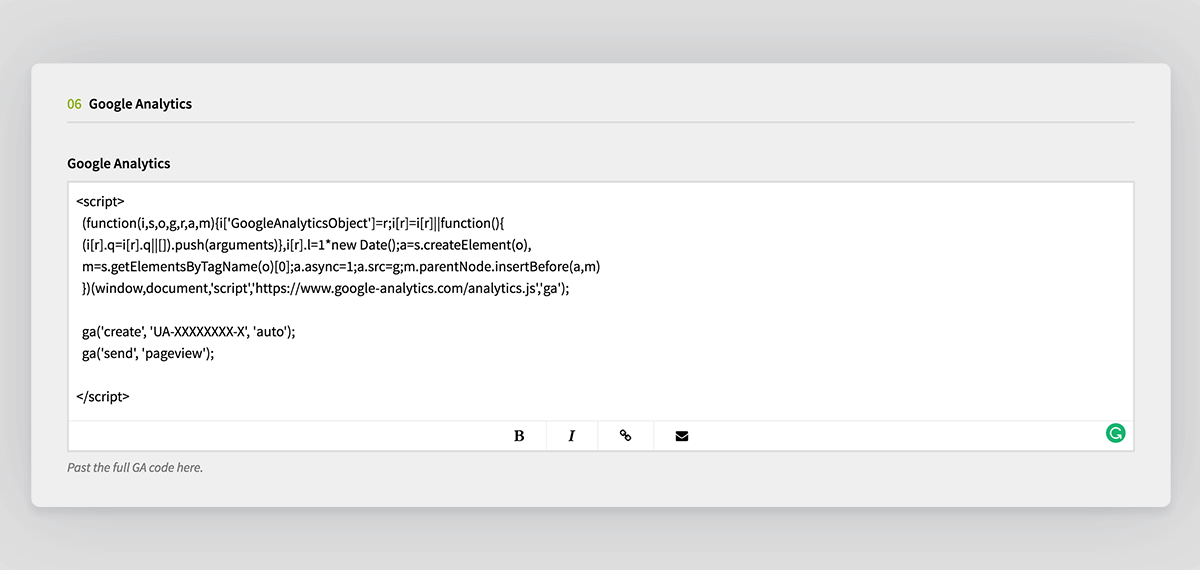 06 Google Analytics
Google Analytics
<script>
(function(i,s,o,g,r,a,m){i['GoogleAnalyticsObject']=r;i[r]=i[r]||function(){
(i[r].q=i[r].q||[]).push(arguments)},i[r].l=1*new Date();a=s.createElement(o),
m=s.getElementsByTagName(o)[0];a.async=1;a.src=g;m.parentNode.insertBefore(a,m)
})(window,document,'script','https://www.google-analytics.com/analytics.js','ga');
ga('create', 'UA-XXXXXXXX-X', 'auto');
ga('send', 'pageview');
</script>
B I
Past the full GA code here.